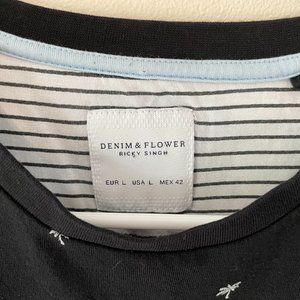 DENIM & FLOWER
RICKY SINGH
EUR L USA L MEX 42